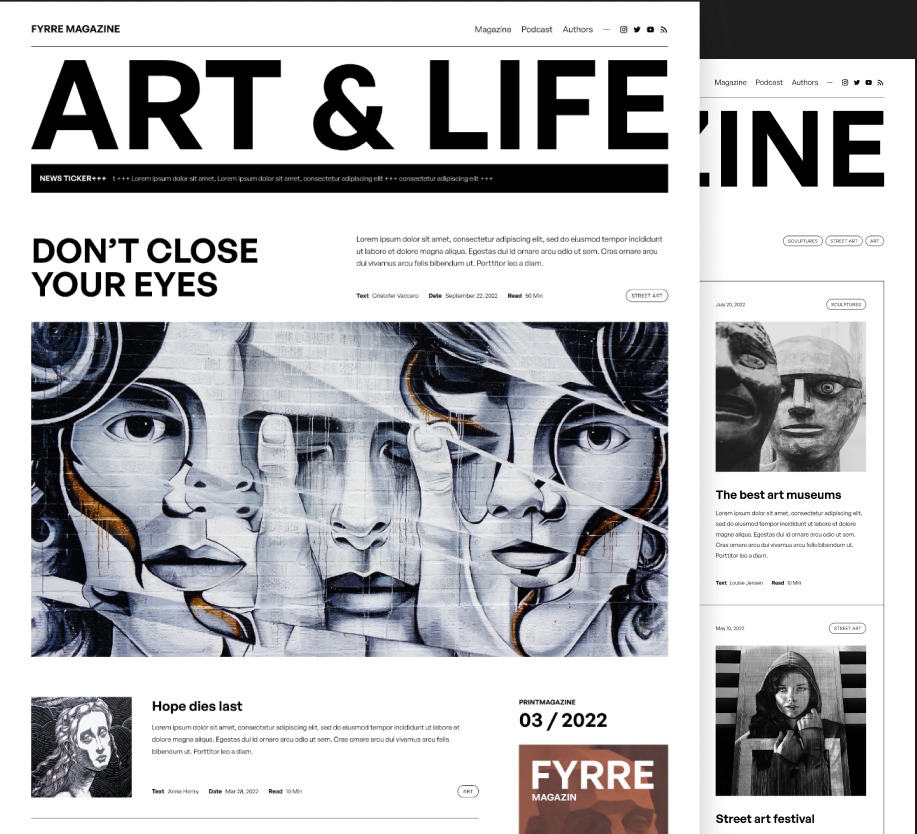 FYRRE MAGAZINE
Magazine Podcast Authors —
ART & LIFE
NEWS TICKER+++ t +++ Lorem ipsum dolor sit amet, Lorem ipsum dolor sit amet, consectetur adipiscing elit +++ consectetur adipiscing elit +++
DON’T CLOSE
YOUR EYES
Lorem ipsum dolor sit amet, consectetur adipiscing elit, sed do eiusmod tempor incididunt
ut labore et dolore magna aliqua. Egestas dui id ornare arcu odio ut sem. Cras ornare arcu
dui vivamus arcu felis bibendum ut. Porttitor leo a diam.
Text Cristofer Vaccaro Date September 22, 2022 Read 50 Min STREET ART
Hope dies last
Lorem ipsum dolor sit amet, consectetur adipiscing elit, sed do eiusmod tempor incididunt ut labore et
dolore magna aliqua. Egestas dui id ornare arcu odio ut sem. Cras ornare arcu felis
bibendum ut. Porttitor leo a diam.
Text Anne Henry Date Mar 28, 2022 Read 10 Min ART
PRINTMAGAZINE
03 / 2022
FYRRE
MAGAZIN
Magazine Podcast Authors —
ZINE
SCULPTURES STREET ART ART
July 20, 2022 SCULPTURES
The best art museums
Lorem ipsum dolor sit amet, consectetur adipiscing elit,
sed do eiusmod tempor incididunt ut labore et dolore
magna aliqua. Egestas dui id ornare arcu odio ut sem.
Cras ornare arcu dui vivamus arcu felis bibendum ut.
Porttitor leo a diam.
Text Louise Jensen Read 10 Min
May 10, 2022 STREET ART
Street art festival